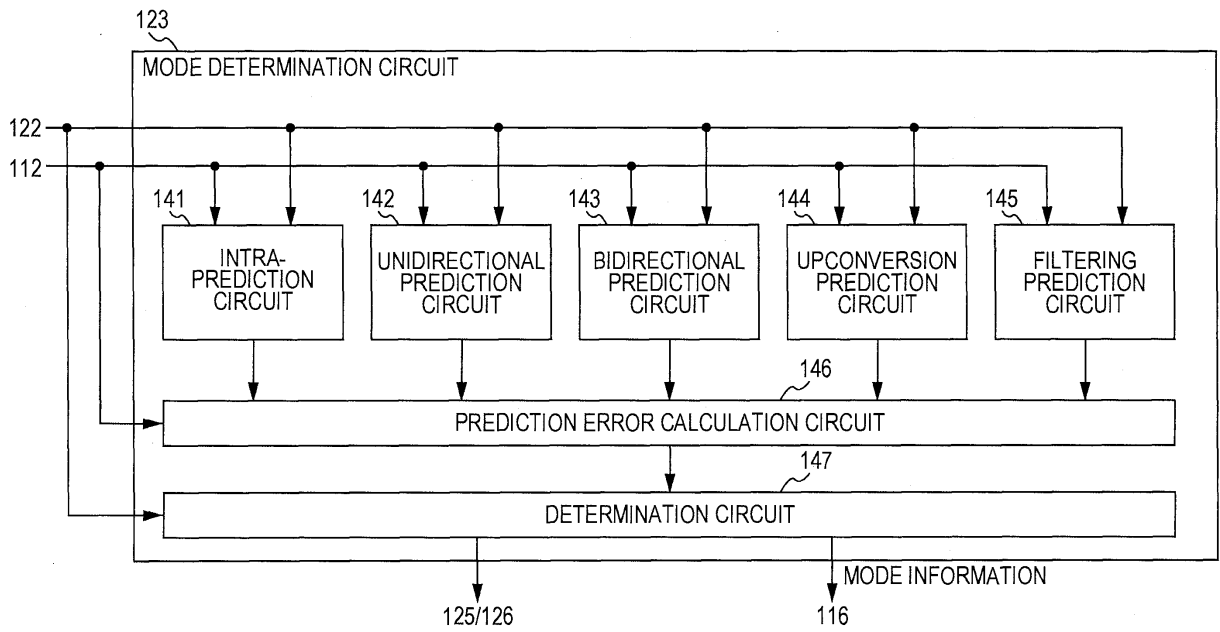 123
MODE DETERMINATION CIRCUIT
122
112
141
142
143
144
145
INTRA-
PREDICTION
CIRCUIT
UNIDIRECTIONAL
PREDICTION
CIRCUIT
BIDIRECTIONAL
PREDICTION
CIRCUIT
UPCONVERSION
PREDICTION
CIRCUIT
FILTERING
PREDICTION
CIRCUIT
146
PREDICTION ERROR CALCULATION CIRCUIT
147
DETERMINATION CIRCUIT
MODE INFORMATION
125/126
116